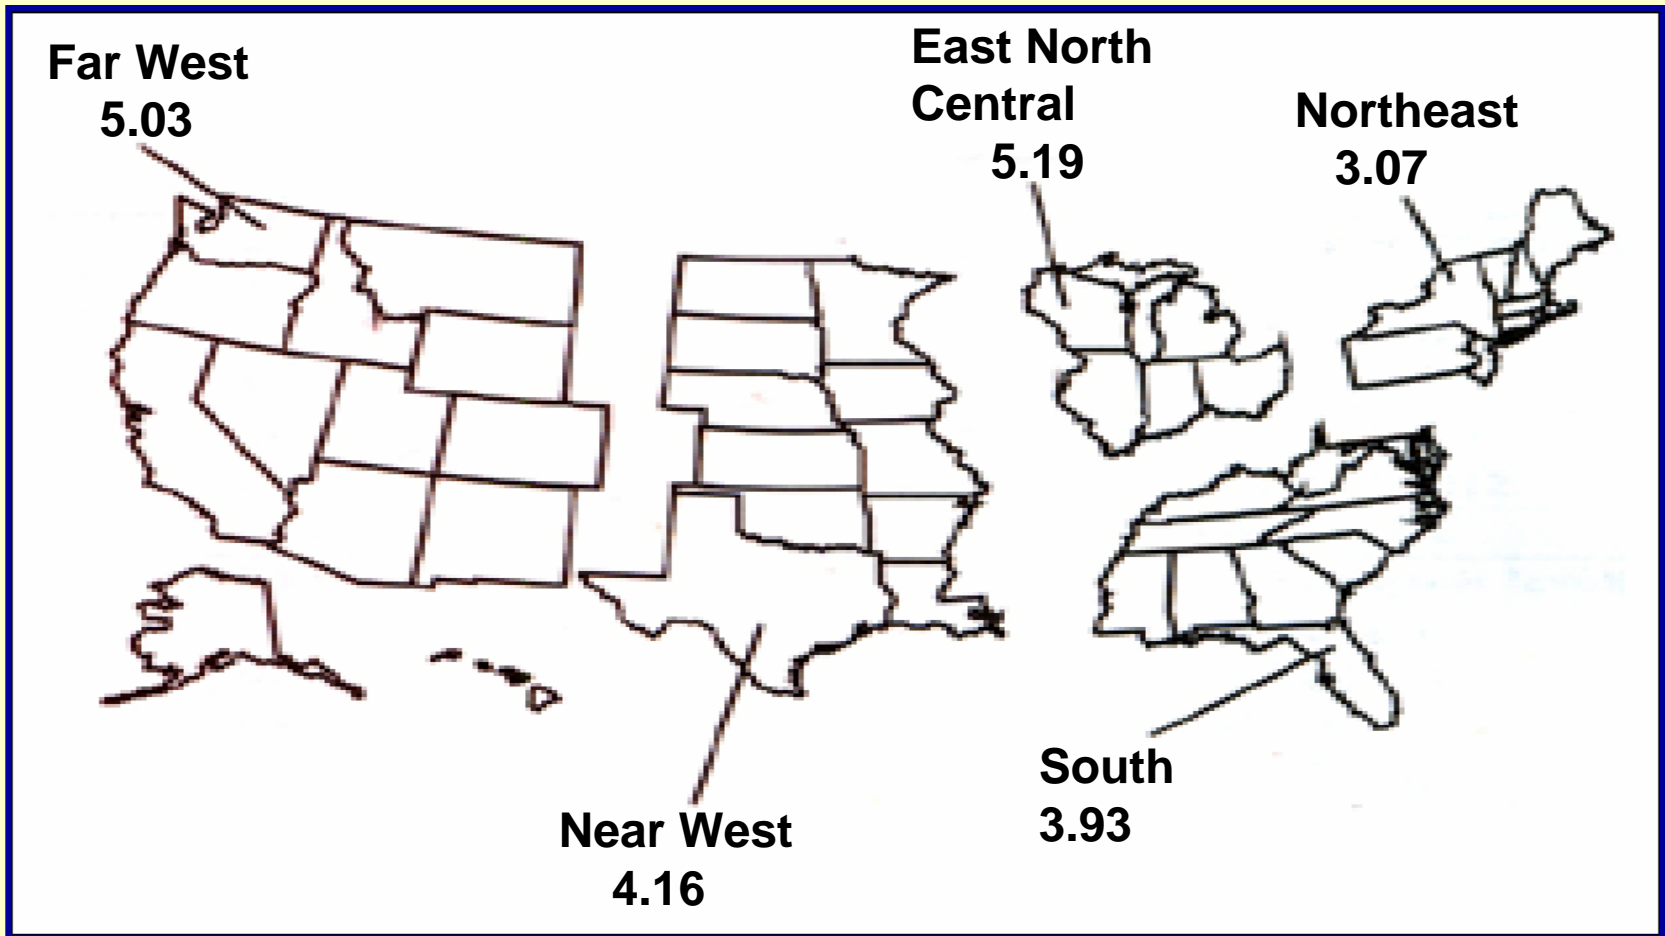 Far West
5.03
East North
Central
5.19
Northeast
3.07
Near West
4.16
South
3.93